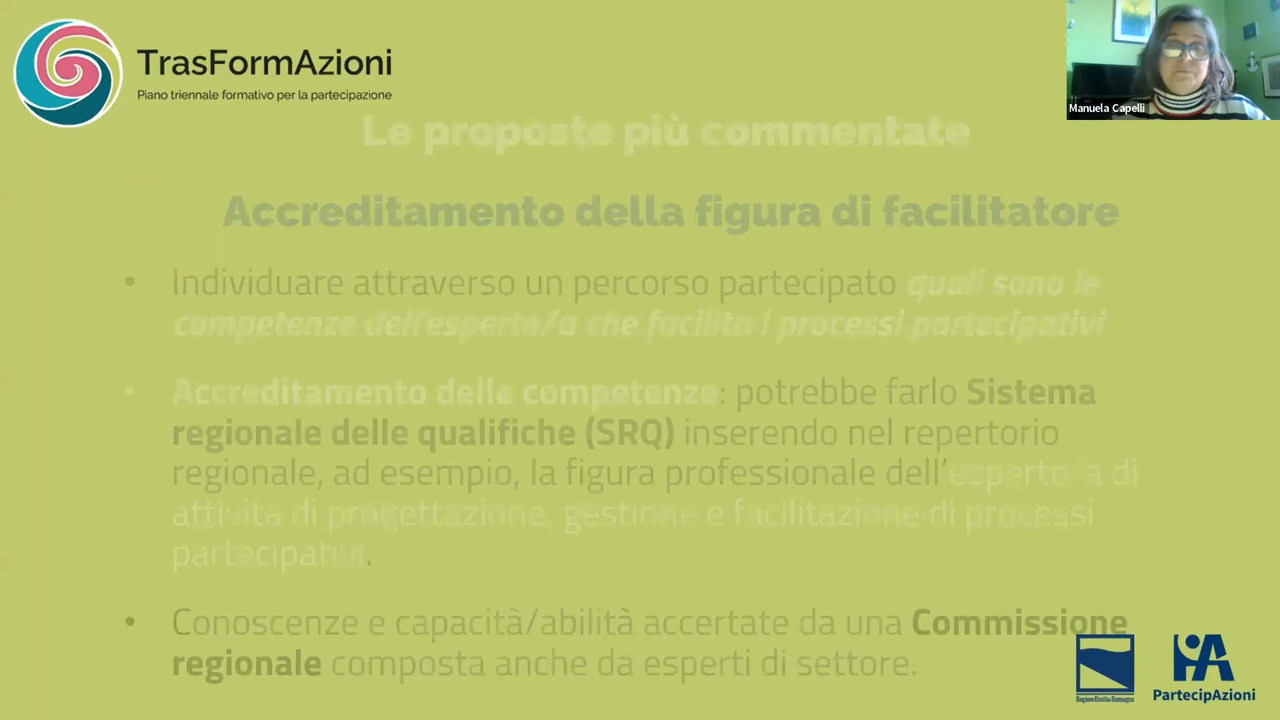 TrasFormAzioni
Piano triennale formativo per la partecipazione
Manuela Capelli
Le proposte più commentate
Accreditamento della figura di facilitatore
• Individuare attraverso un percorso partecipato quali sono le
competenze dell'esperto/a che facilita i processi partecipativi
• Accreditamento delle competenze: potrebbe farlo Sistema
regionale delle qualifiche (SRQ) inserendo nel repertorio
regionale, ad esempio, la figura professionale dell'esperto/a di
attività di progettazione, gestione e facilitazione di processi
partecipativi.
• Conoscenze e capacità/abilità accertate da una Commissione
regionale composta anche da esperti di settore.
RegioneEmilia-Romagna
PartecipAzioni